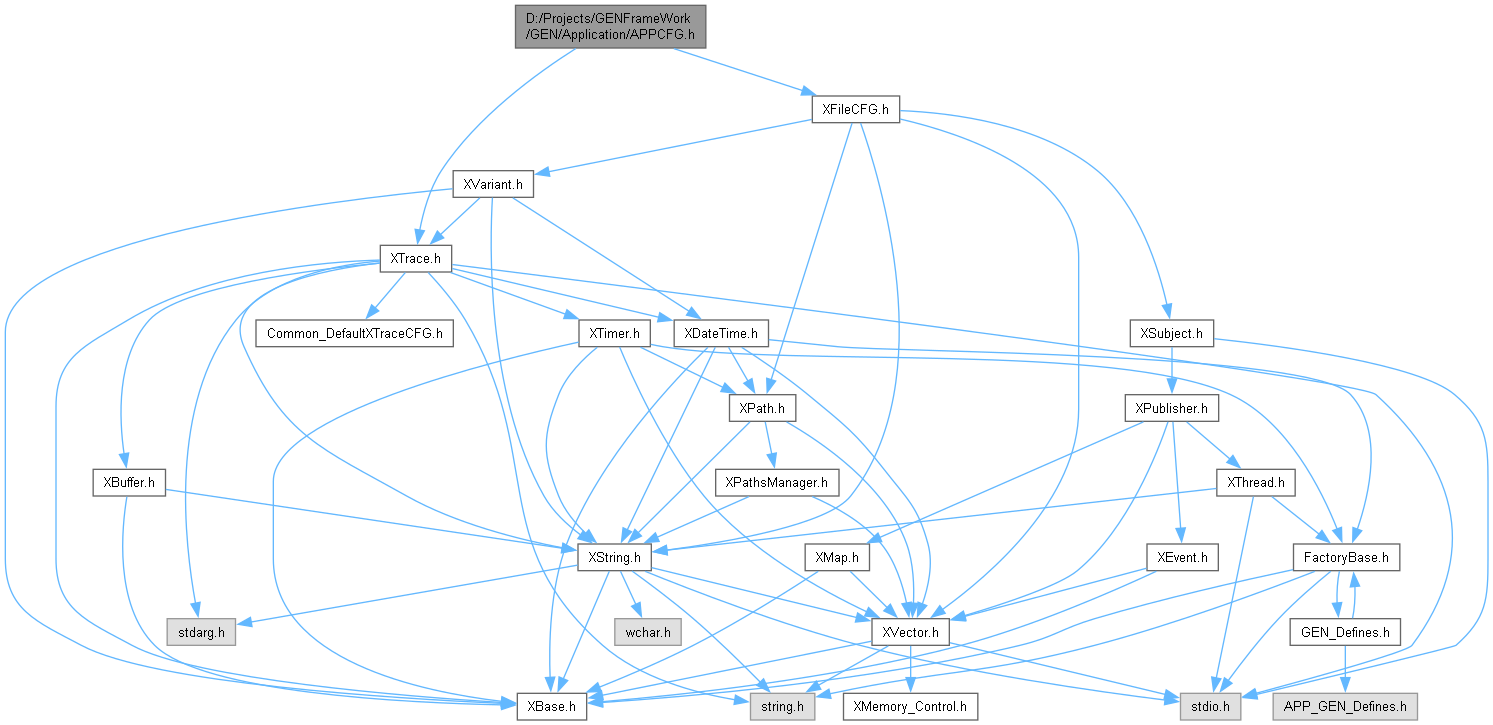 D:/Projects/GENFrameWork
/GEN/Application/APPCFG.h
XFileCFG.h
XVariant.h
XTrace.h
Common_DefaultXTraceCFG.h
XTimer.h
XDateTime.h
XSubject.h
XPath.h
XPublisher.h
XBuffer.h
XPathsManager.h
XThread.h
XString.h
XMap.h
XEvent.h
FactoryBase.h
stdarg.h
wchar.h
XVector.h
GEN_Defines.h
XBase.h
string.h
XMemory_Control.h
stdio.h
APP_GEN_Defines.h